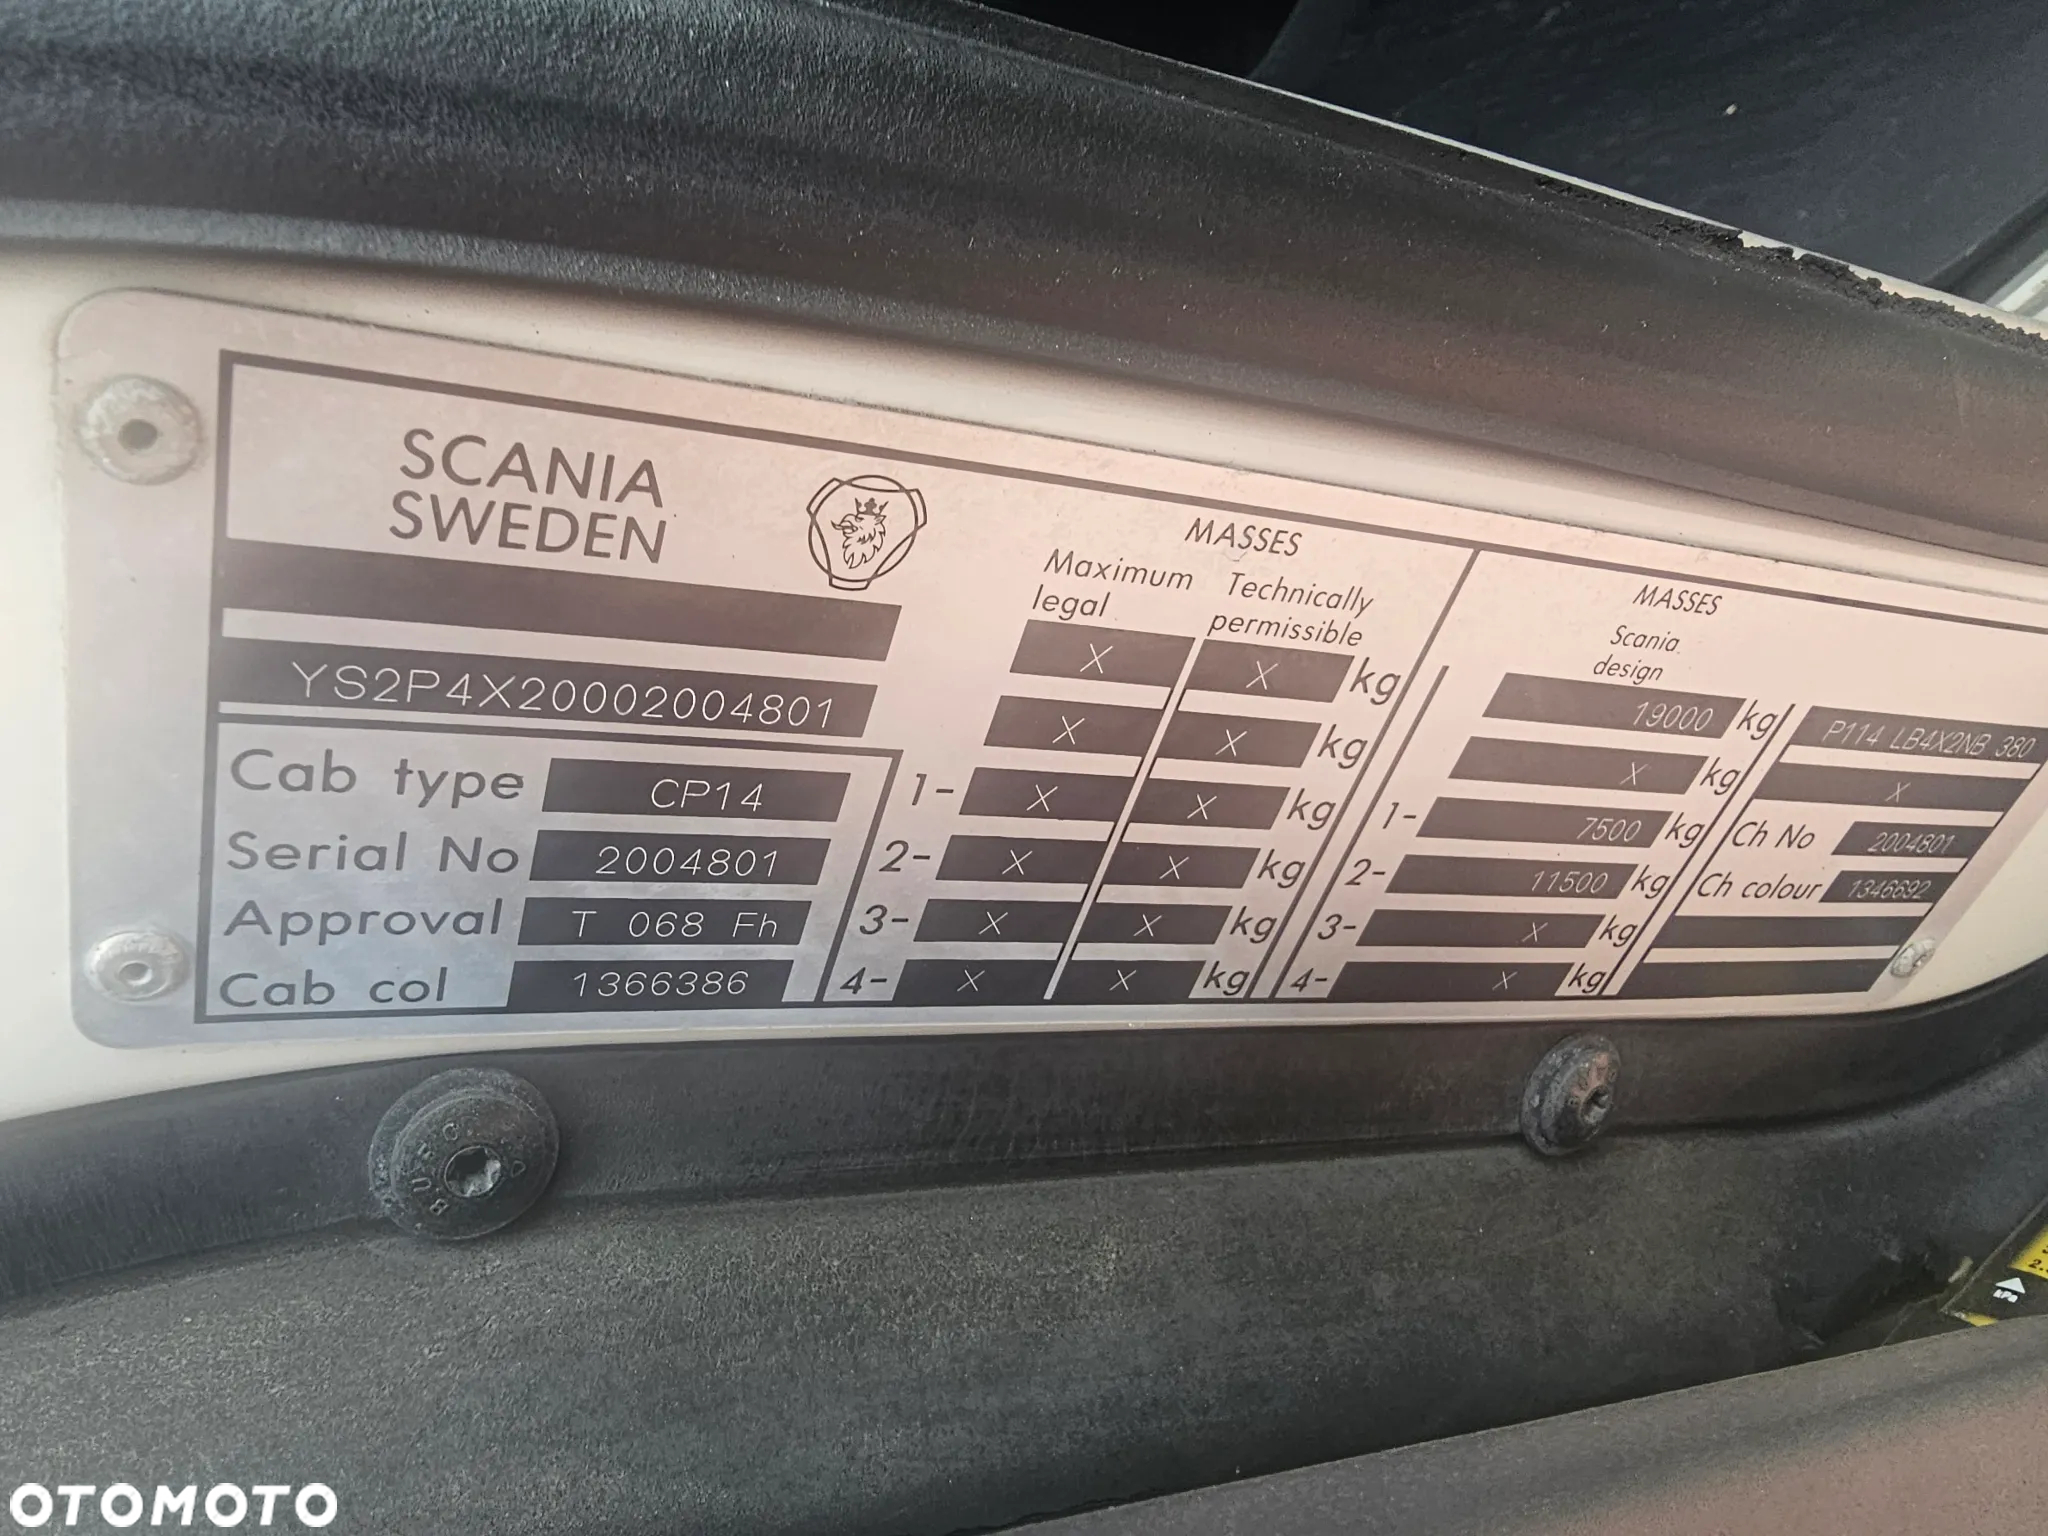 SCANIA
SWEDEN
YS2P4X20002004801
Cab type CP14
Serial No 2004801
Approval T 068 Fh
Cab col 1366386
MASSES
Maximum legal Technically permissible
X X kg
X X kg
1- X X kg
2- X X kg
3- X X kg
4- X X kg
MASSES
Scania design
19000 kg
X kg
1- 7500 kg
2- 11500 kg
3- X kg
4- X kg
P114 LB4X2NB 380
X
Ch No 2004801
Ch colour 1346692
kPa
OTOMOTO